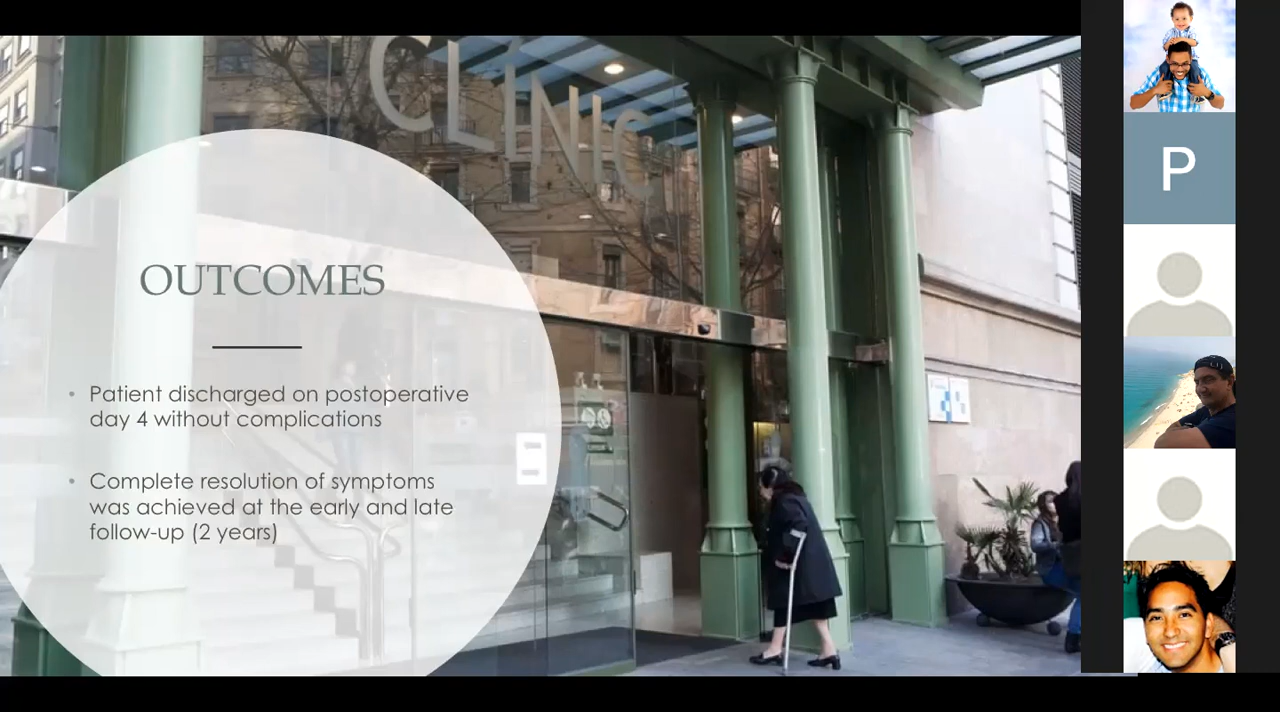 CLINIC
OUTCOMES
• Patient discharged on postoperative
day 4 without complications
• Complete resolution of symptoms
was achieved at the early and late
follow-up (2 years)
P